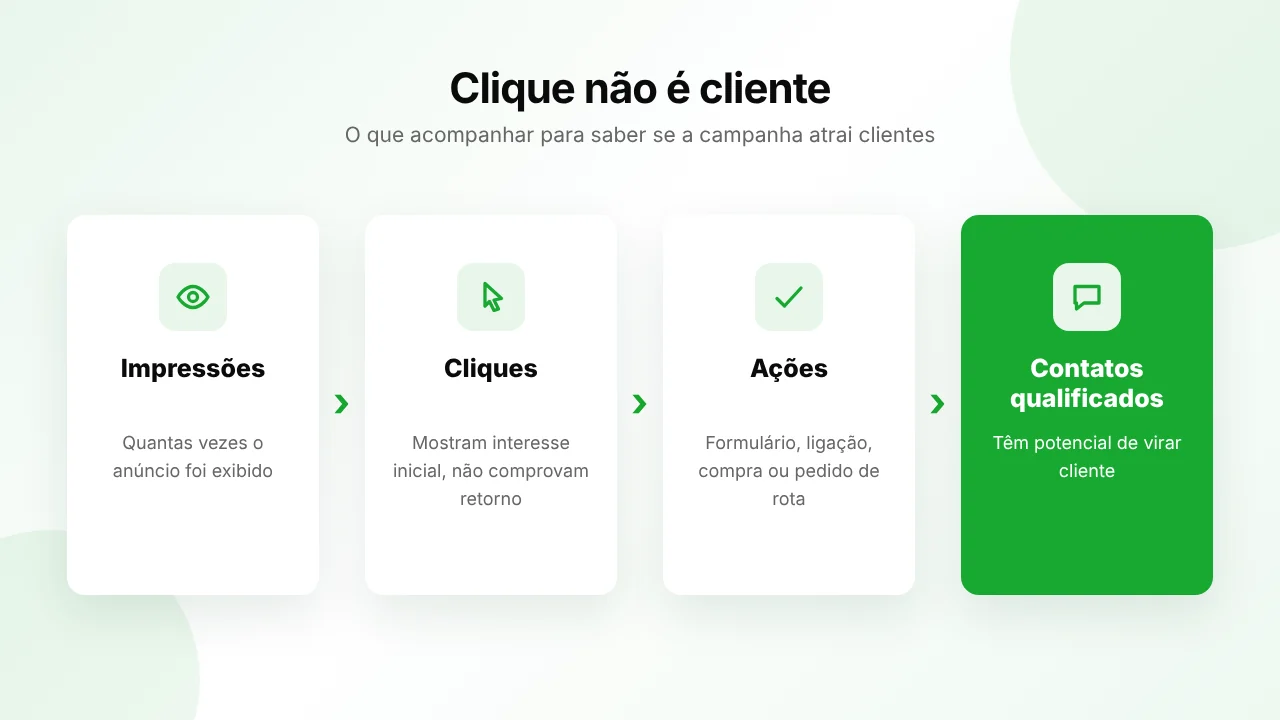 Clique não é cliente
O que acompanhar para saber se a campanha atrai clientes
Impressões
Quantas vezes o
anúncio foi exibido
Cliques
Mostram interesse
inicial, não comprovam
retorno
Ações
Formulário, ligação,
compra ou pedido de
rota
Contatos
qualificados
Têm potencial de virar
cliente